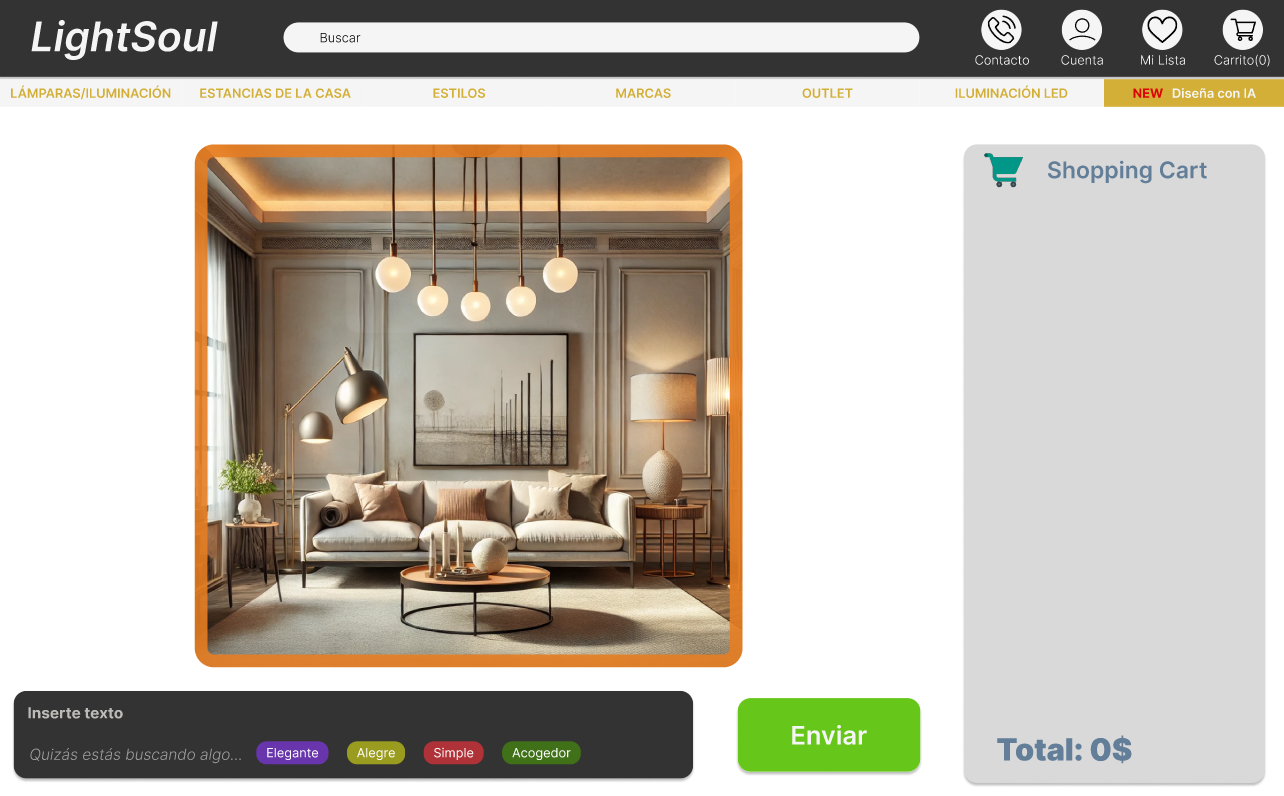 LightSoul
Buscar
Contacto
Cuenta
Mi Lista
Carrito(0)
LÁMPARAS/ILUMINACIÓN
ESTANCIAS DE LA CASA
ESTILOS
MARCAS
OUTLET
ILUMINACIÓN LED
NEW Diseña con IA
Shopping Cart
Total: 0$
Inserte texto
Quizás estás buscando algo...
Elegante
Alegre
Simple
Acogedor
Enviar